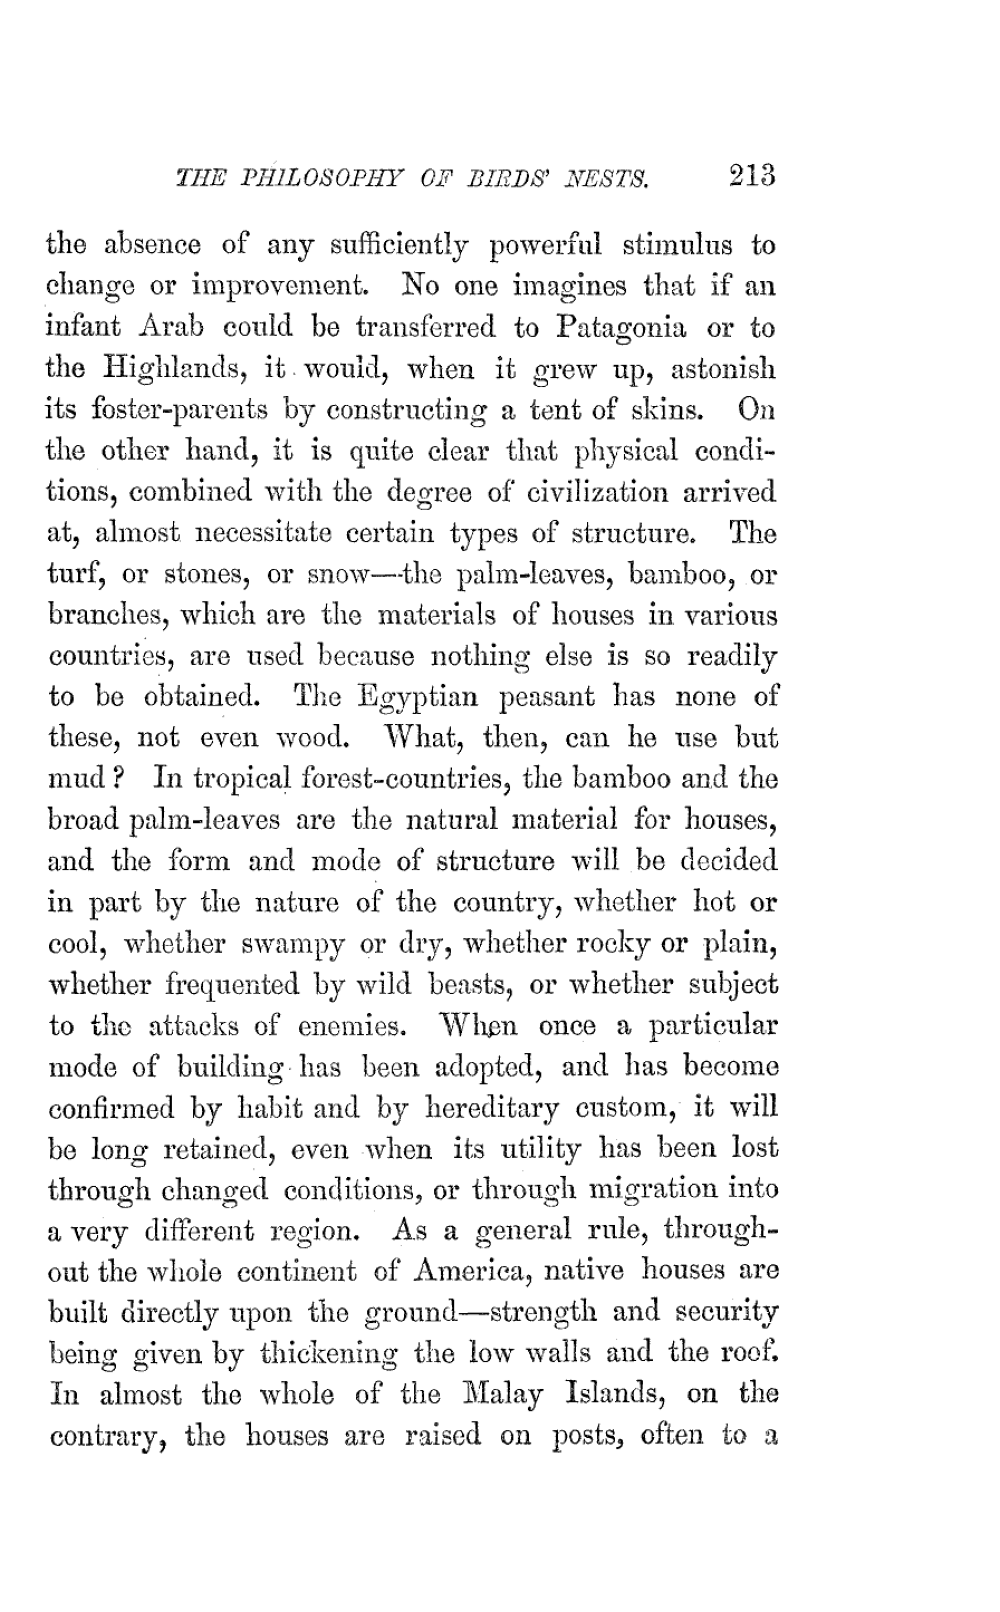 THE PHILOSOPHY OF BIRDS' NESTS. 213
the absence of any sufficiently powerful stimulus to
change or improvement. No one imagines that if an
infant Arab could be transferred to Patagonia or to
the Highlands, it would, when it grew up, astonish
its foster-parents by constructing a tent of skins. On
the other hand, it is quite clear that physical condi-
tions, combined with the degree of civilization arrived
at, almost necessitate certain types of structure. The
turf, or stones, or snow—the palm-leaves, bamboo, or
branches, which are the materials of houses in various
countries, are used because nothing else is so readily
to be obtained. The Egyptian peasant has none of
these, not even wood. What, then, can he use but
mud? In tropical forest-countries, the bamboo and the
broad palm-leaves are the natural material for houses,
and the form and mode of structure will be decided
in part by the nature of the country, whether hot or
cool, whether swampy or dry, whether rocky or plain,
whether frequented by wild beasts, or whether subject
to the attacks of enemies. When once a particular
mode of building has been adopted, and has become
confirmed by habit and by hereditary custom, it will
be long retained, even when its utility has been lost
through changed conditions, or through migration into
a very different region. As a general rule, through-
out the whole continent of America, native houses are
built directly upon the ground—strength and security
being given by thickening the low walls and the roof.
In almost the whole of the Malay Islands, on the
contrary, the houses are raised on posts, often to a